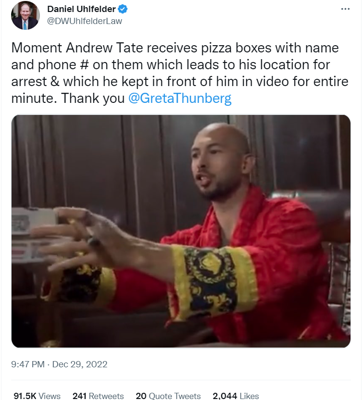 Daniel Uhlfelder
@DWUhlfelderLaw
Moment Andrew Tate receives pizza boxes with name
and phone # on them which leads to his location for
arrest & which he kept in front of him in video for entire
minute. Thank you @GretaThunberg
9:47 PM · Dec 29, 2022
91.5K Views 241 Retweets 20 Quote Tweets 2,044 Likes